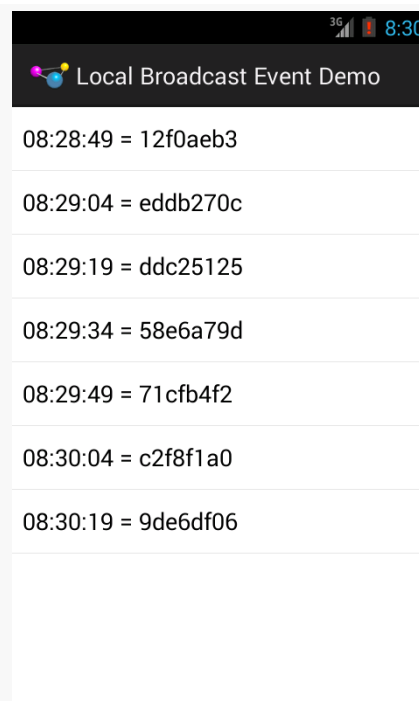 3G 8:30
Local Broadcast Event Demo
08:28:49 = 12f0aeb3
08:29:04 = eddb270c
08:29:19 = ddc25125
08:29:34 = 58e6a79d
08:29:49 = 71cfb4f2
08:30:04 = c2f8f1a0
08:30:19 = 9de6df06